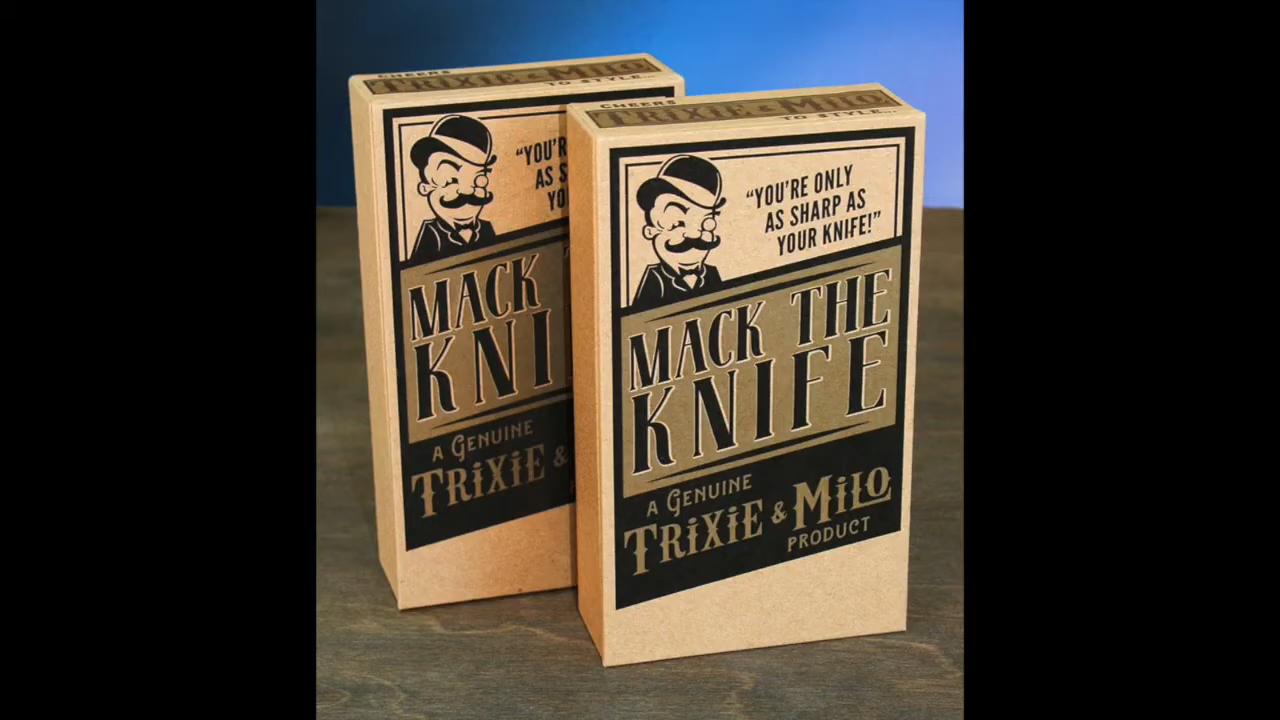 CHEERS
TRIXIE & MILO
TO STYLE...
"YOU'R
AS S
YO
MACK
KNI
A GENUINE
TRIXIE &
CHEERS
TRIXIE & MILO
TO STYLE...
"YOU'RE ONLY
AS SHARP AS
YOUR KNIFE!"
MACK THE
KNIFE
A GENUINE
TRIXIE & MILO
PRODUCT